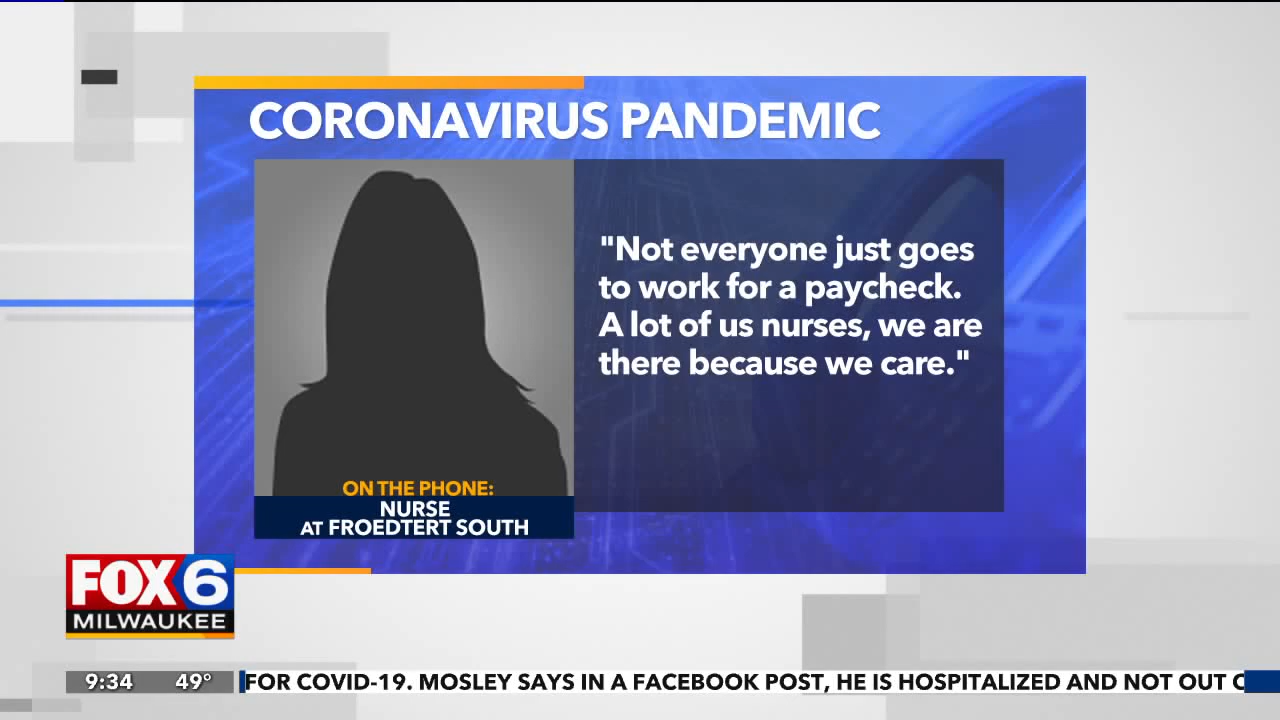 CORONAVIRUS PANDEMIC
"Not everyone just goes
to work for a paycheck.
A lot of us nurses, we are
there because we care."
ON THE PHONE:
NURSE
AT FROEDTERT SOUTH
FOX 6
MILWAUKEE
9:34 49° FOR COVID-19. MOSLEY SAYS IN A FACEBOOK POST, HE IS HOSPITALIZED AND NOT OUT